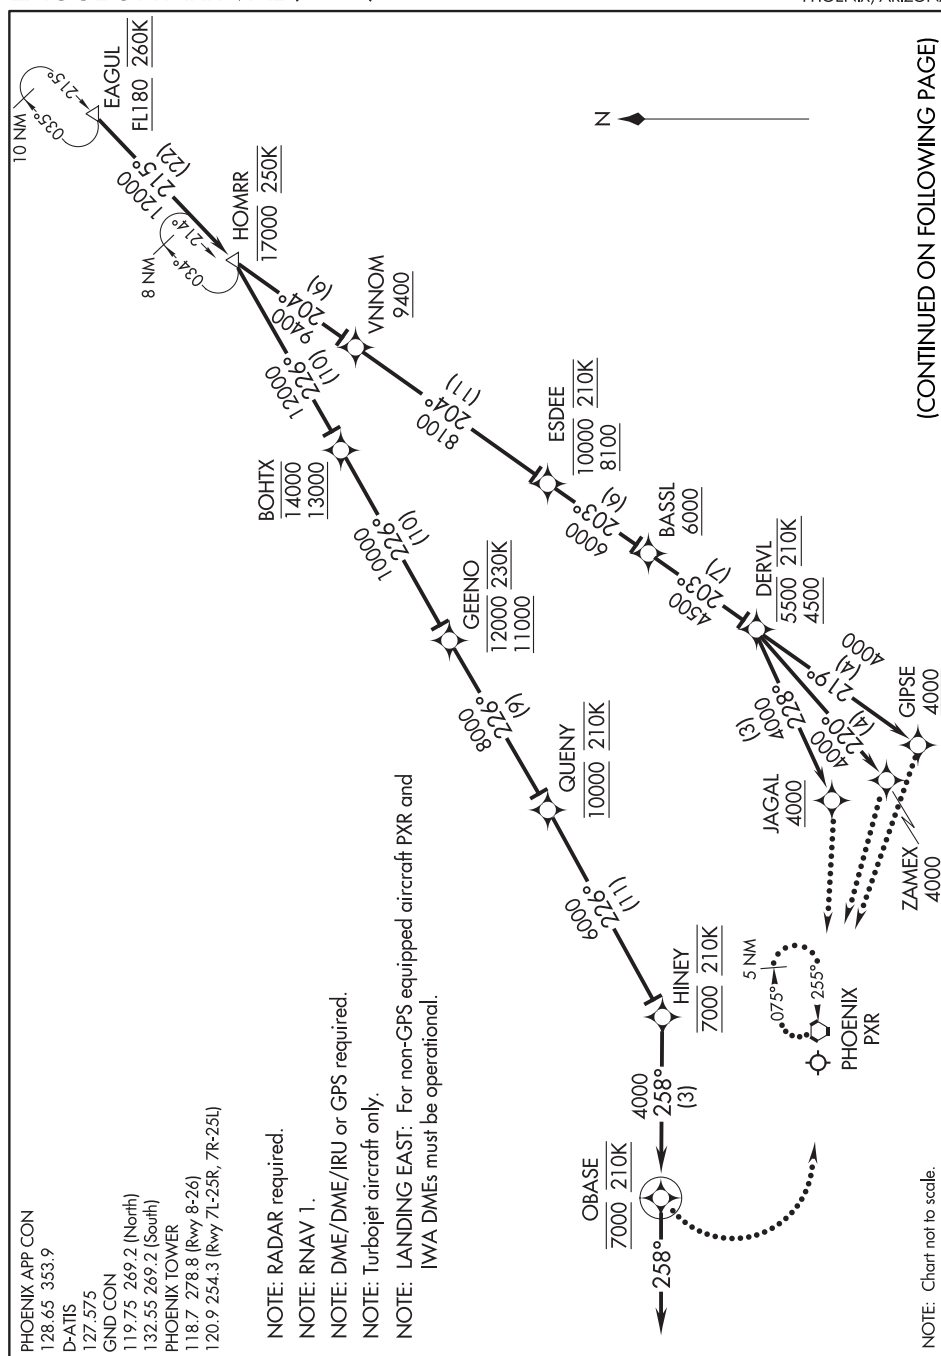 PHOENIX APP CON
128.65 353.9
D-ATIS
127.575
GND CON
119.75 269.2 (North)
132.55 269.2 (South)
PHOENIX TOWER
118.7 278.8 (Rwy 8-26)
120.9 254.3 (Rwy 7L-25R, 7R-25L)
NOTE: RADAR required.
NOTE: RNAV 1.
NOTE: DME/DME/IRU or GPS required.
NOTE: Turbojet aircraft only.
NOTE: LANDING EAST: For non-GPS equipped aircraft PXR and
IWA DMEs must be operational.
10 NM
035°
215°
EAGUL
FL180 260K
12000
215°
(22)
8 NM
034°
214°
HOMRR
17000 250K
12000
226°
(10)
9400
204°
(6)
VNNOM
9400
BOHTX
14000
13000
8100
204°
(11)
10000
226°
(10)
ESDEE
10000 210K
8100
6000
203°
(6)
GEENO
12000 230K
11000
BASSL
6000
8000
226°
(9)
4500
203°
(7)
QUENY
10000 210K
DERVL
5500 210K
4500
(3)
4000
228°
4000
220°
(4)
219°
(4)
4000
JAGAL
4000
GIPSE
4000
ZAMEX
4000
6000
226°
(11)
HINEY
7000 210K
5 NM
075°
255°
PHOENIX
PXR
4000
258°
(3)
OBASE
7000 210K
258°
N
(CONTINUED ON FOLLOWING PAGE)
NOTE: Chart not to scale.